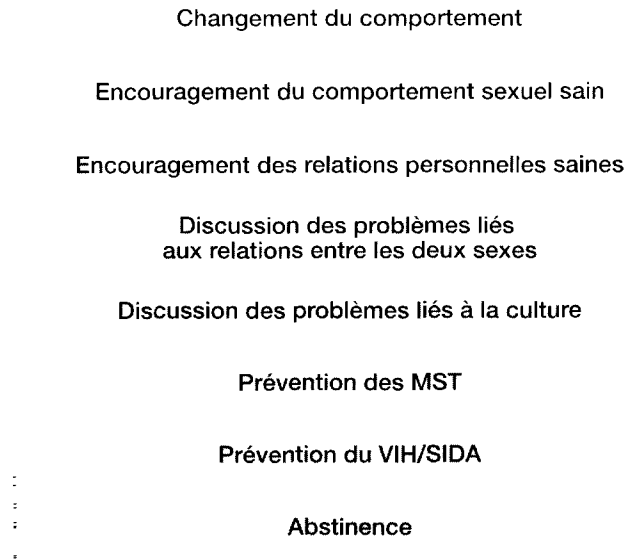 Changement du comportement
Encouragement du comportement sexuel sain
Encouragement des relations personnelles saines
Discussion des problèmes liés
aux relations entre les deux sexes
Discussion des problèmes liés à la culture
Prévention des MST
Prévention du VIH/SIDA
Abstinence